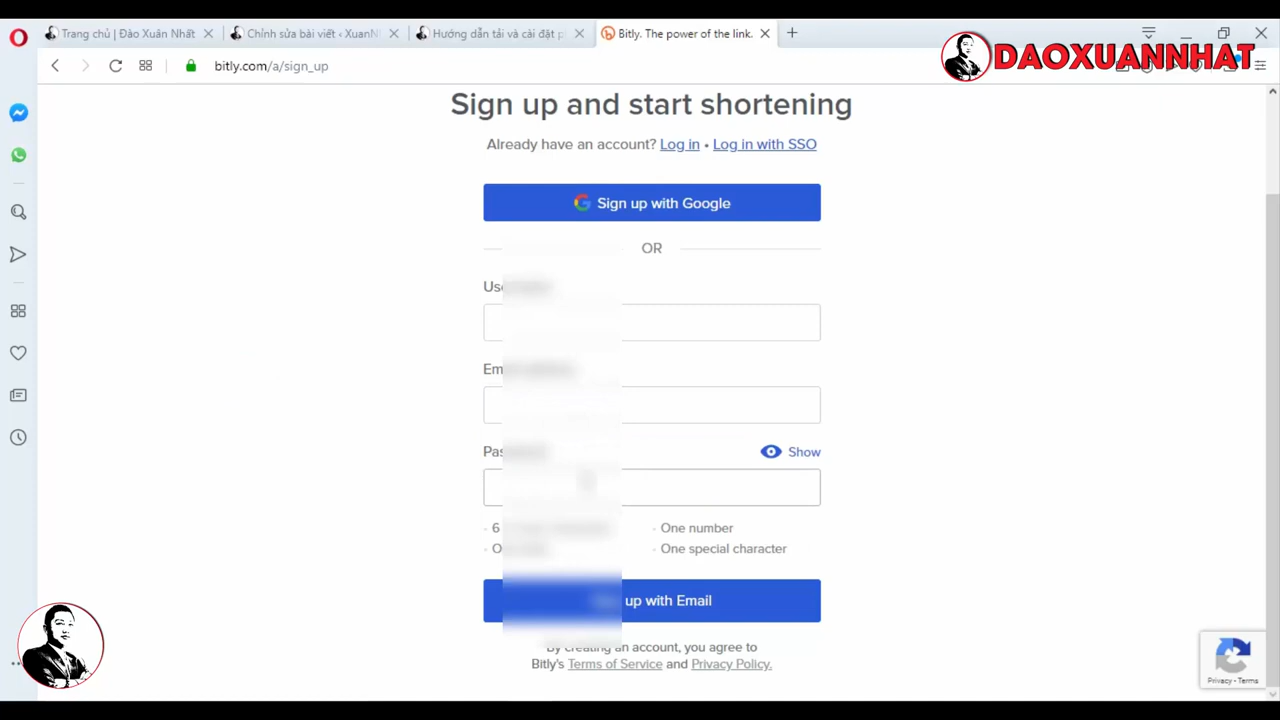 Trang chủ | Đào Xuân Nhất
Chỉnh sửa bài viết ‹ XuanN
Hướng dẫn tải và cài đặt p
Bitly. The power of the link.
bitly.com/a/sign_up
DAOXUANNHAT
Sign up and start shortening
Already have an account? Log in • Log in with SSO
Sign up with Google
OR
Show
6
One number
One special character
up with Email
By creating an account, you agree to
Bitly's Terms of Service and Privacy Policy.
Privacy - Terms